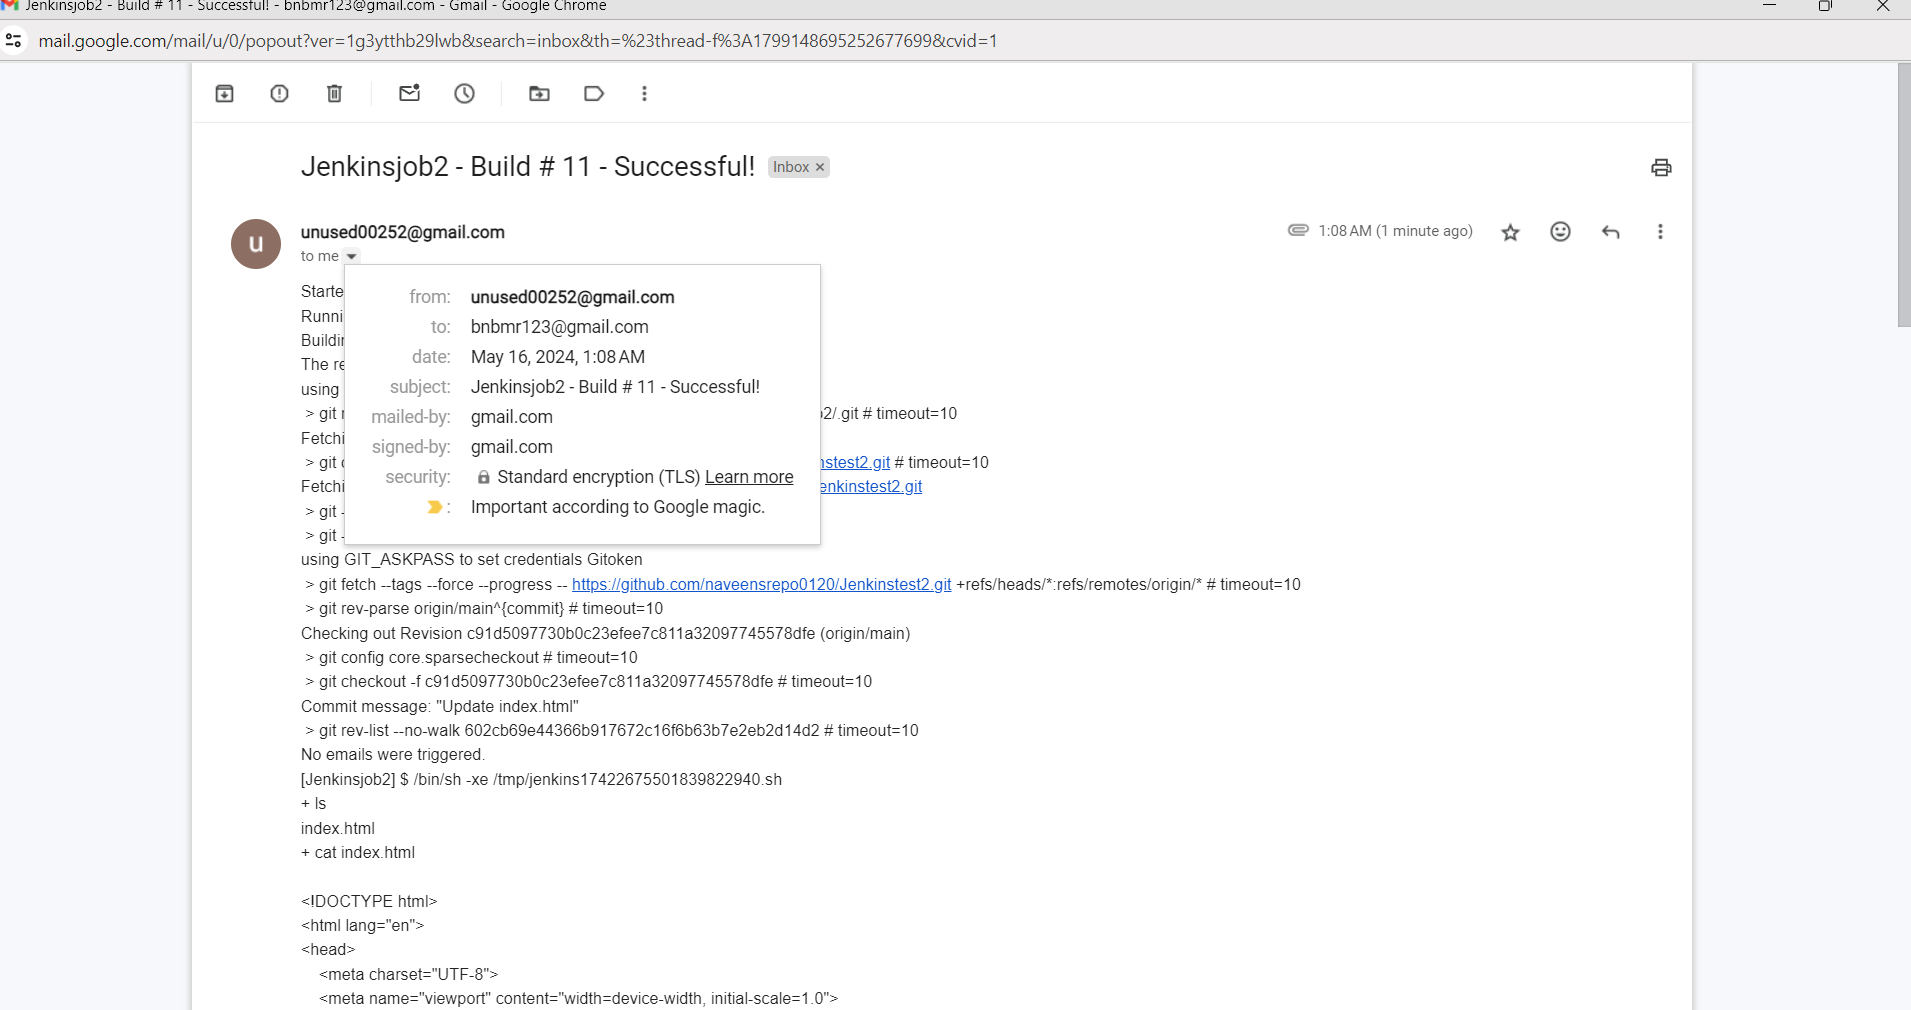 Jenkinsjob2 - Build # 11 - Successful! - bnbmr123@gmail.com - Gmail - Google Chrome
mail.google.com/mail/u/0/popout?ver=1g3ytthb29lwb&search=inbox&th=%23thread-f%3A1799148695252677699&cvid=1
Jenkinsjob2 - Build # 11 - Successful! Inbox ×
u
unused00252@gmail.com 1:08 AM (1 minute ago)
to me
from: unused00252@gmail.com
to: bnbmr123@gmail.com
date: May 16, 2024, 1:08 AM
subject: Jenkinsjob2 - Build # 11 - Successful!
mailed-by: gmail.com
signed-by: gmail.com
security: Standard encryption (TLS) Learn more
: Important according to Google magic.
Starte
Runni
Buildi
The re
using
> git 2/.git # timeout=10
Fetchi
> git nstest2.git # timeout=10
Fetchi enkinstest2.git
> git -
> git -
using GIT_ASKPASS to set credentials Gitoken
> git fetch --tags --force --progress -- https://github.com/naveensrepo0120/Jenkinstest2.git +refs/heads/*:refs/remotes/origin/* # timeout=10
> git rev-parse origin/main^{commit} # timeout=10
Checking out Revision c91d5097730b0c23efee7c811a32097745578dfe (origin/main)
> git config core.sparsecheckout # timeout=10
> git checkout -f c91d5097730b0c23efee7c811a32097745578dfe # timeout=10
Commit message: "Update index.html"
> git rev-list --no-walk 602cb69e44366b917672c16f6b63b7e2eb2d14d2 # timeout=10
No emails were triggered.
[Jenkinsjob2] $ /bin/sh -xe /tmp/jenkins17422675501839822940.sh
+ ls
index.html
+ cat index.html
<!DOCTYPE html>
<html lang="en">
<head>
<meta charset="UTF-8">
<meta name="viewport" content="width=device-width, initial-scale=1.0">